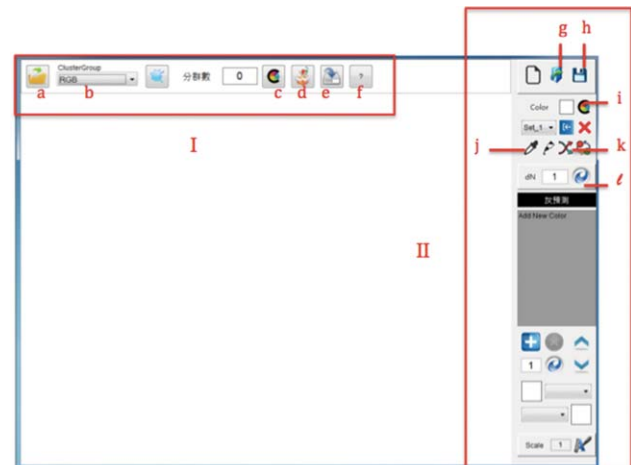 g h
ClusterGroup
RGB
分群數 0 ?
a b c d e f
Color i
Set_1
j k
dN 1 ℓ
灰預測
Add New Color
I
II
1
Scale 1